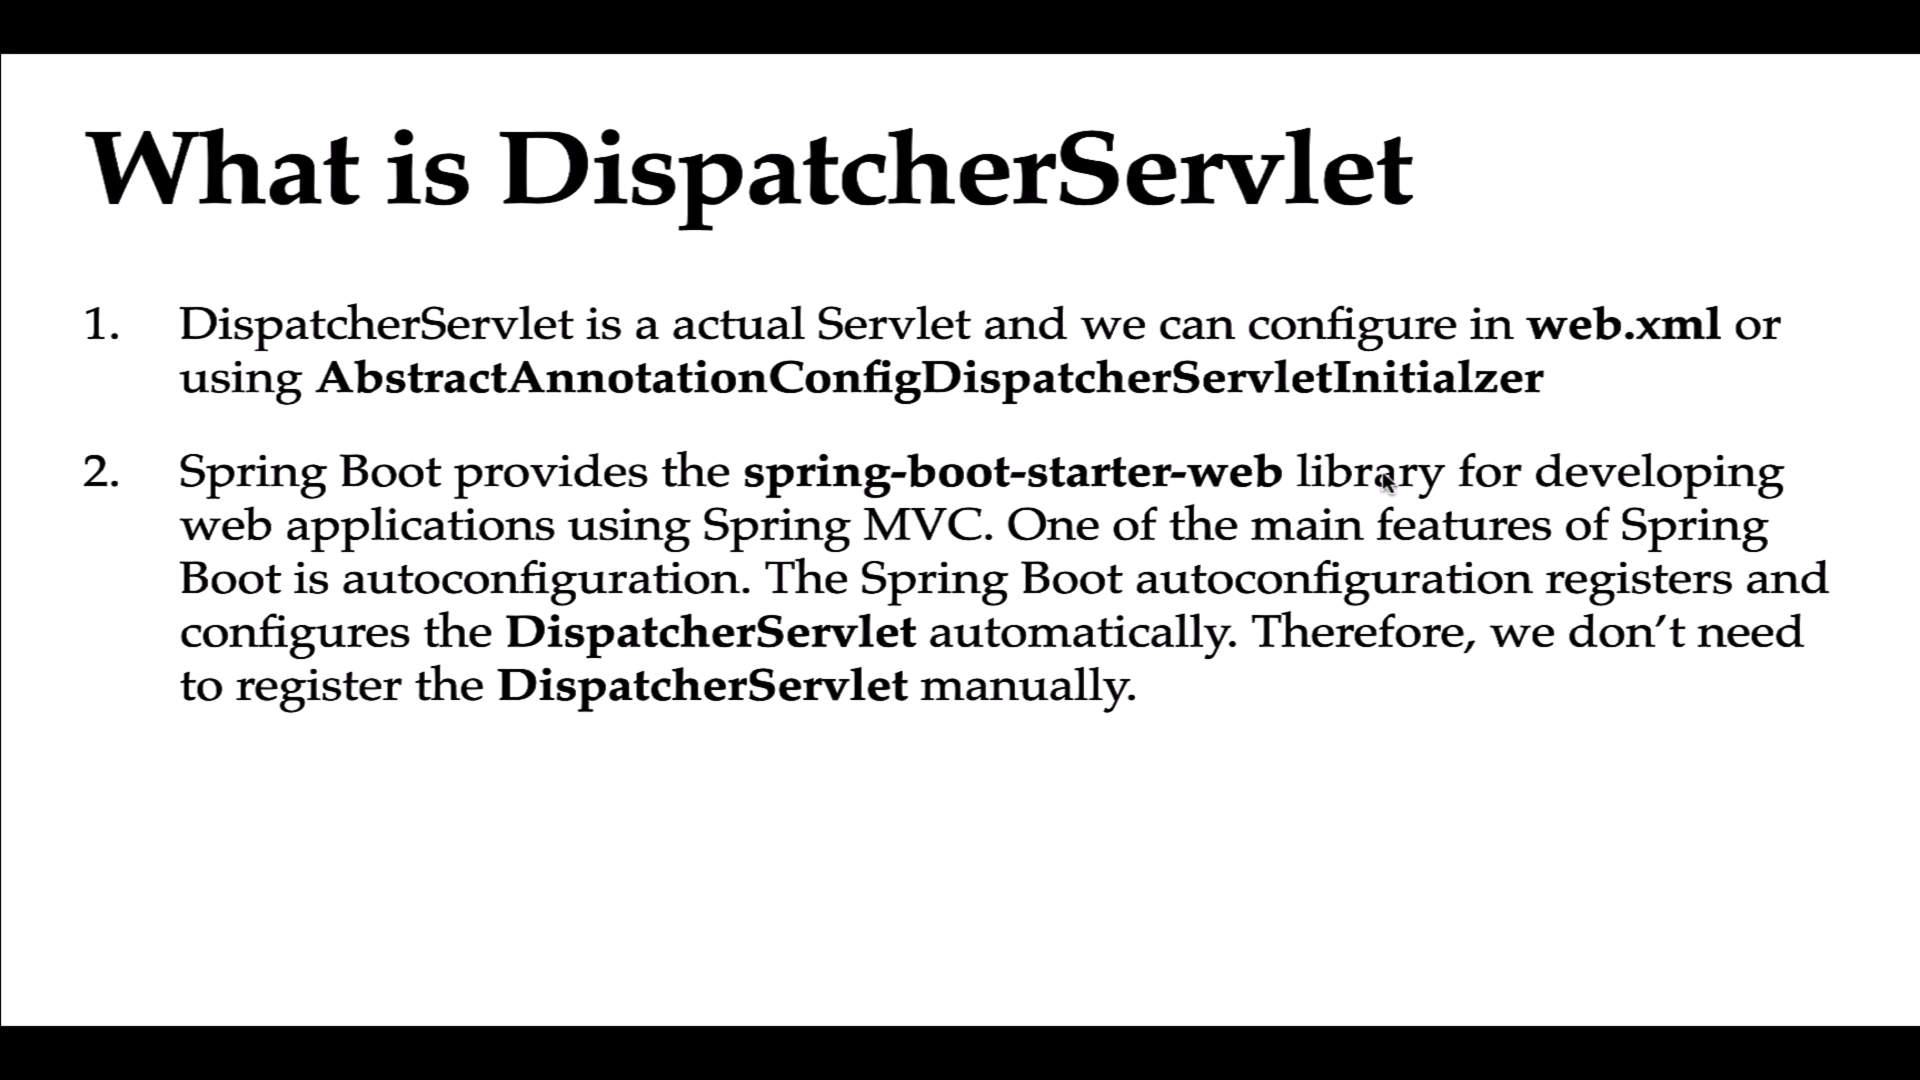 What is DispatcherServlet
1. DispatcherServlet is a actual Servlet and we can configure in web.xml or
using AbstractAnnotationConfigDispatcherServletInitialzer
2. Spring Boot provides the spring-boot-starter-web library for developing
web applications using Spring MVC. One of the main features of Spring
Boot is autoconfiguration. The Spring Boot autoconfiguration registers and
configures the DispatcherServlet automatically. Therefore, we don’t need
to register the DispatcherServlet manually.